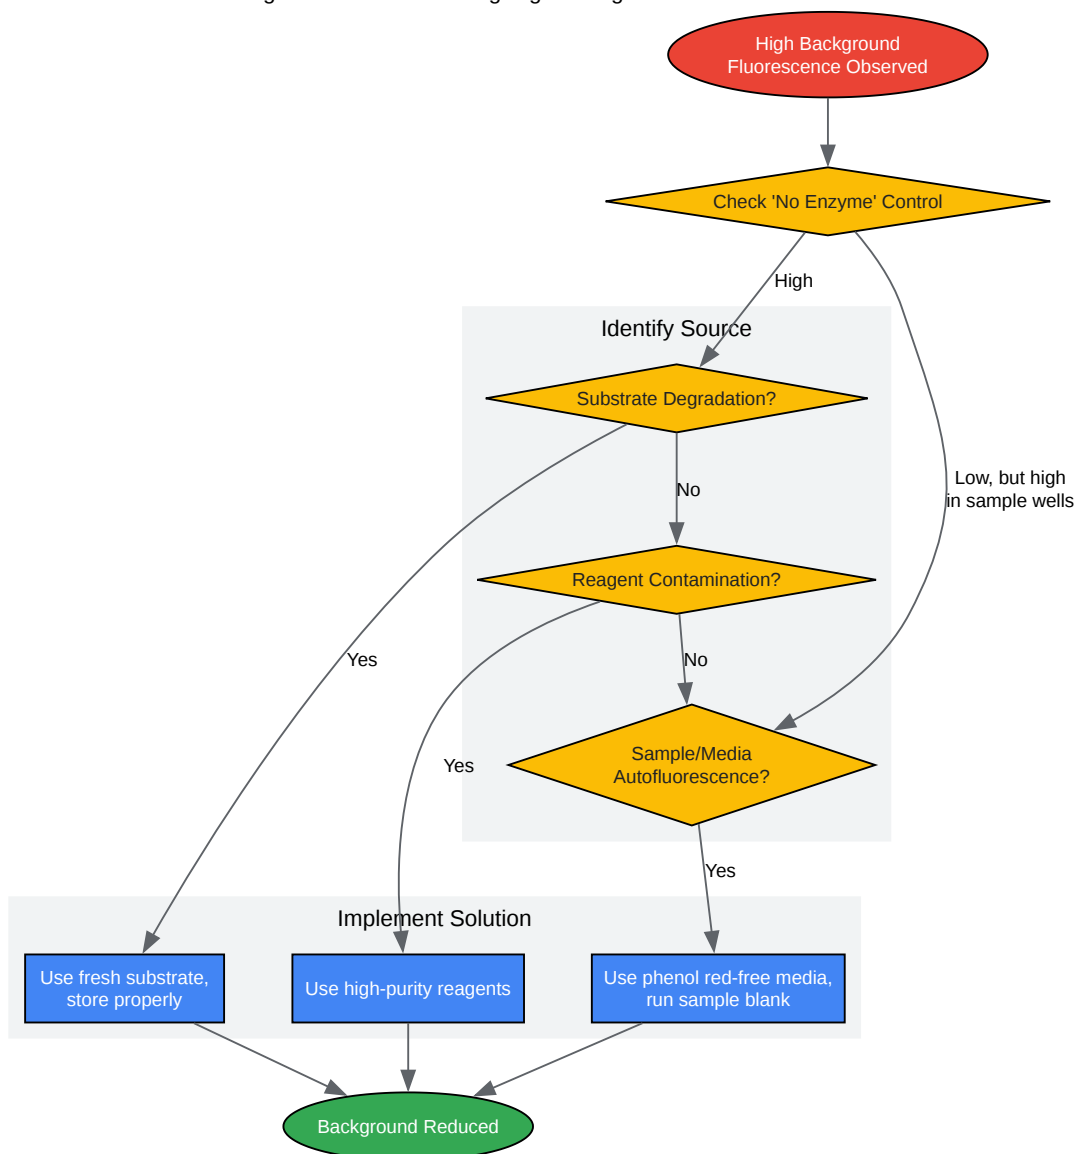 High Background
Fluorescence Observed
Check 'No Enzyme' Control
High
Identify Source
Substrate Degradation?
Low, but high
in sample wells
No
Reagent Contamination?
Yes
No
Sample/Media
Autofluorescence?
Yes
Yes
Implement Solution
Use fresh substrate,
store properly
Use high-purity reagents
Use phenol red-free media,
run sample blank
Background Reduced